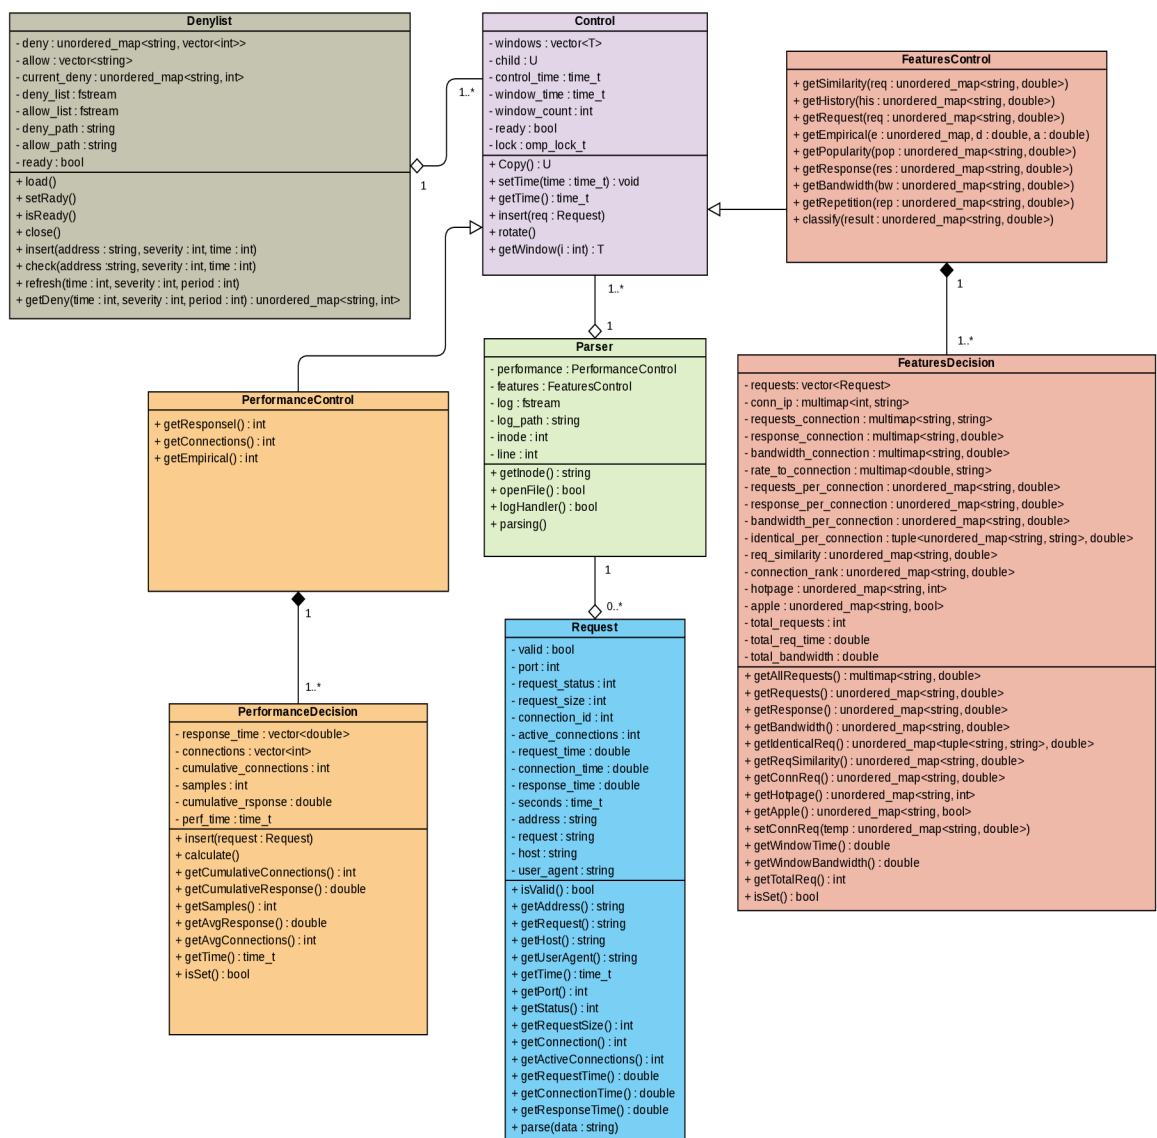 Denylist
- deny : unordered_map<string, vector<int>>
- allow : vector<string>
- current_deny : unordered_map<string, int>
- deny_list : fstream
- allow_list : fstream
- deny_path : string
- allow_path : string
- ready : bool
+ load()
+ setRady()
+ isReady()
+ close()
+ insert(address : string, severity : int, time : int)
+ check(address :string, severity : int, time : int)
+ refresh(time : int, severity : int, period : int)
+ getDeny(time : int, severity : int, period : int) : unordered_map<string, int>
1..*
1
Control
- windows : vector<T>
- child : U
- control_time : time_t
- window_time : time_t
- window_count : int
- ready : bool
- lock : omp_lock_t
+ Copy() : U
+ setTime(time : time_t) : void
+ getTime() : time_t
+ insert(req : Request)
+ rotate()
+ getWindow(i : int) : T
1..*
1
FeaturesControl
+ getSimilarity(req : unordered_map<string, double>)
+ getHistory(his : unordered_map<string, double>)
+ getRequest(req : unordered_map<string, double>)
+ getEmpirical(e : unordered_map, d : double, a : double)
+ getPopularity(pop : unordered_map<string, double>)
+ getResponse(res : unordered_map<string, double>)
+ getBandwidth(bw : unordered_map<string, double>)
+ getRepetition(rep : unordered_map<string, double>)
+ classify(result : unordered_map<string, double>)
1
1..*
Parser
- performance : PerformanceControl
- features : FeaturesControl
- log : fstream
- log_path : string
- inode : int
- line : int
+ getInode() : string
+ openFile() : bool
+ logHandler() : bool
+ parsing()
1
0..*
PerformanceControl
+ getResponsel() : int
+ getConnections() : int
+ getEmpirical() : int
1
1..*
PerformanceDecision
- response_time : vector<double>
- connections : vector<int>
- cumulative_connections : int
- samples : int
- cumulative_rsponse : double
- perf_time : time_t
+ insert(request : Request)
+ calculate()
+ getCumulativeConnections() : int
+ getCumulativeResponse() : double
+ getSamples() : int
+ getAvgResponse() : double
+ getAvgConnections() : int
+ getTime() : time_t
+ isSet() : bool
Request
- valid : bool
- port : int
- request_status : int
- request_size : int
- connection_id : int
- active_connections : int
- request_time : double
- connection_time : double
- response_time : double
- seconds : time_t
- address : string
- request : string
- host : string
- user_agent : string
+ isValid() : bool
+ getAddress() : string
+ getRequest() : string
+ getHost() : string
+ getUserAgent() : string
+ getTime() : time_t
+ getPort() : int
+ getStatus() : int
+ getRequestSize() : int
+ getConnection() : int
+ getActiveConnections() : int
+ getRequestTime() : double
+ getConnectionTime() : double
+ getResponseTime() : double
+ parse(data : string)
FeaturesDecision
- requests: vector<Request>
- conn_ip : multimap<int, string>
- requests_connection : multimap<string, string>
- response_connection : multimap<string, double>
- bandwidth_connection : multimap<string, double>
- rate_to_connection : multimap<double, string>
- requests_per_connection : unordered_map<string, double>
- response_per_connection : unordered_map<string, double>
- bandwidth_per_connection : unordered_map<string, double>
- identical_per_connection : tuple<unordered_map<string, string>, double>
- req_similarity : unordered_map<string, double>
- connection_rank : unordered_map<string, double>
- hotpage : unordered_map<string, int>
- apple : unordered_map<string, bool>
- total_requests : int
- total_req_time : double
- total_bandwidth : double
+ getAllRequests() : multimap<string, double>
+ getRequests() : unordered_map<string, double>
+ getResponse() : unordered_map<string, double>
+ getBandwidth() : unordered_map<string, double>
+ getIdenticalReq() : unordered_map<tuple<string, string>, double>
+ getReqSimilarity() : unordered_map<string, double>
+ getConnReq() : unordered_map<string, double>
+ getHotpage() : unordered_map<string, int>
+ getApple() : unordered_map<string, bool>
+ setConnReq(temp : unordered_map<string, double>)
+ getWindowTime() : double
+ getWindowBandwidth() : double
+ getTotalReq() : int
+ isSet() : bool